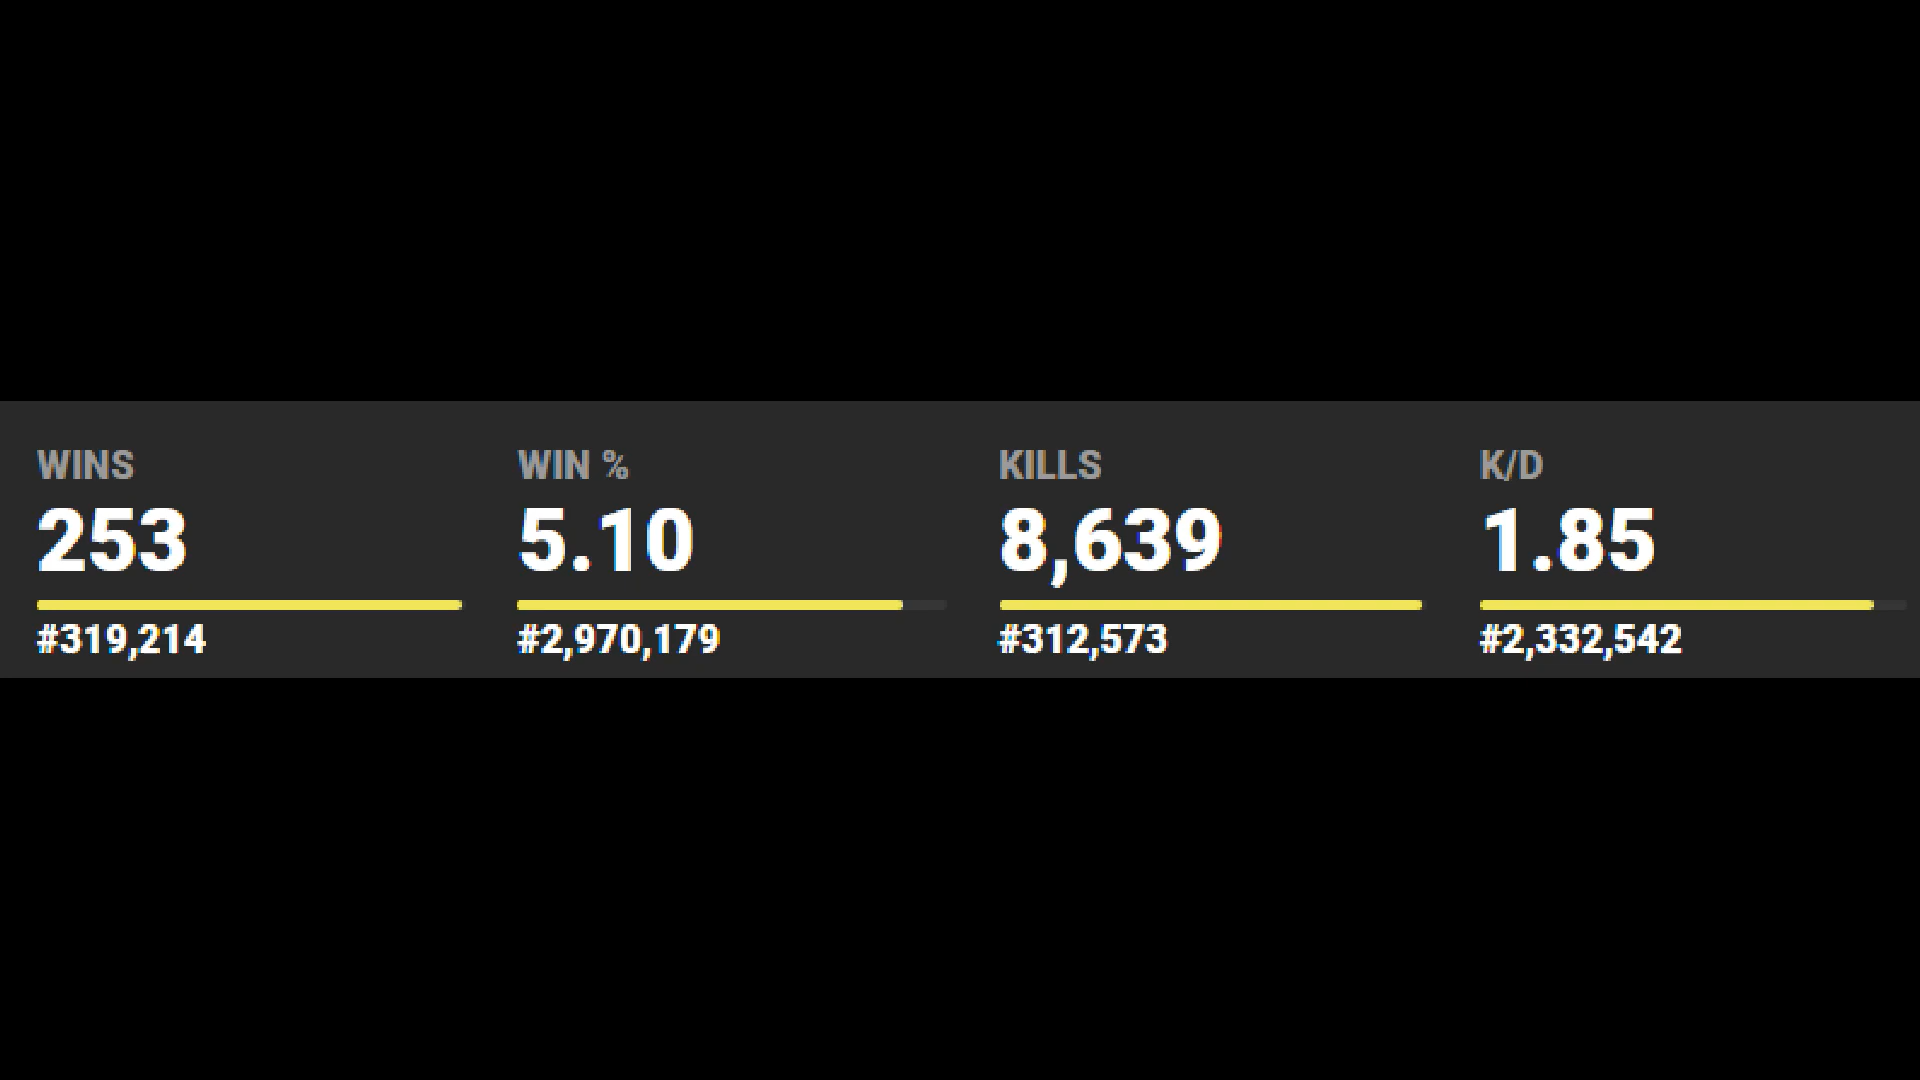 WINS WIN % KILLS K/D
253 5.10 8,639 1.85
#319,214 #2,970,179 #312,573 #2,332,542